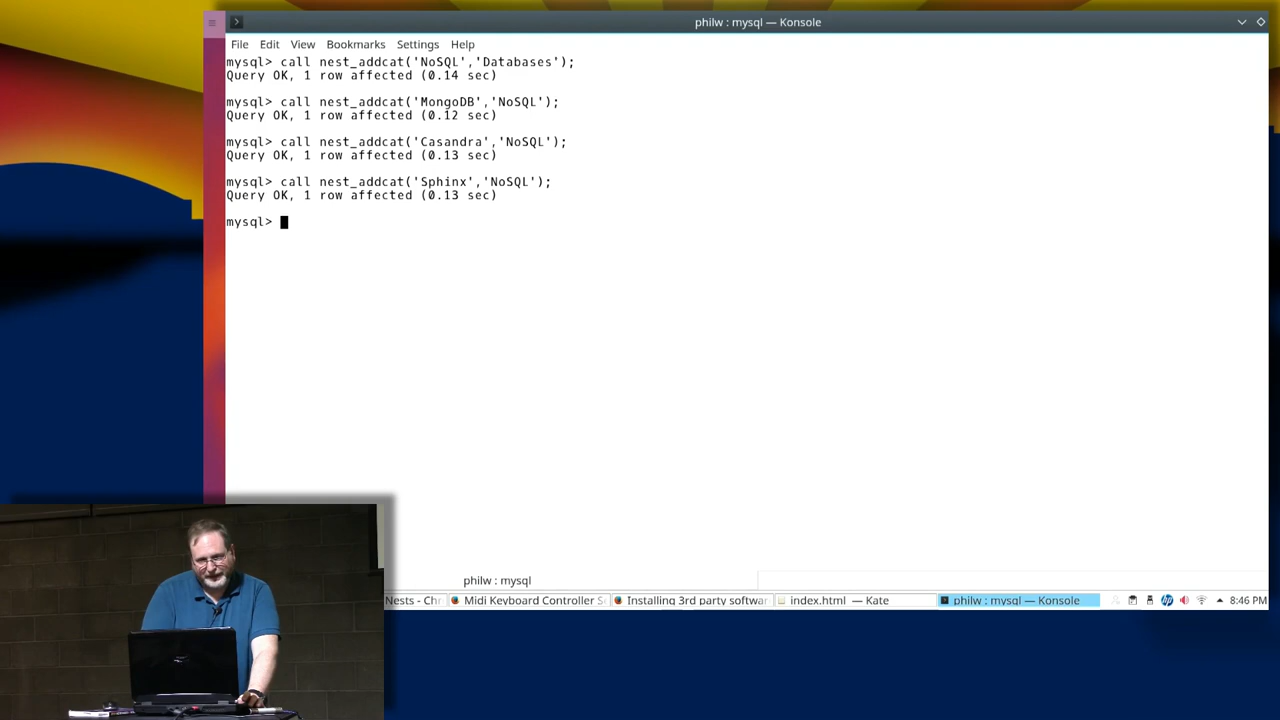 philw : mysql — Konsole
File Edit View Bookmarks Settings Help
mysql> call nest_addcat('NoSQL','Databases');
Query OK, 1 row affected (0.14 sec)
mysql> call nest_addcat('MongoDB','NoSQL');
Query OK, 1 row affected (0.12 sec)
mysql> call nest_addcat('Casandra','NoSQL');
Query OK, 1 row affected (0.13 sec)
mysql> call nest_addcat('Sphinx','NoSQL');
Query OK, 1 row affected (0.13 sec)
mysql>
philw : mysql
Nests - Chr Midi Keyboard Controller S Installing 3rd party softwar index.html — Kate philw : mysql — Konsole 8:46 PM